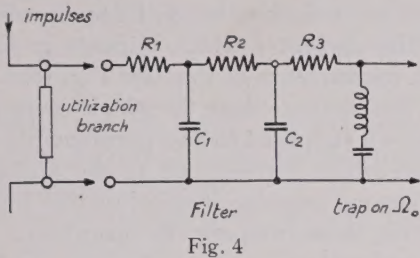 impulses
R1
R2
R3
utilization
branch
C1
C2
Filter
trap on Ω₀
Fig. 4